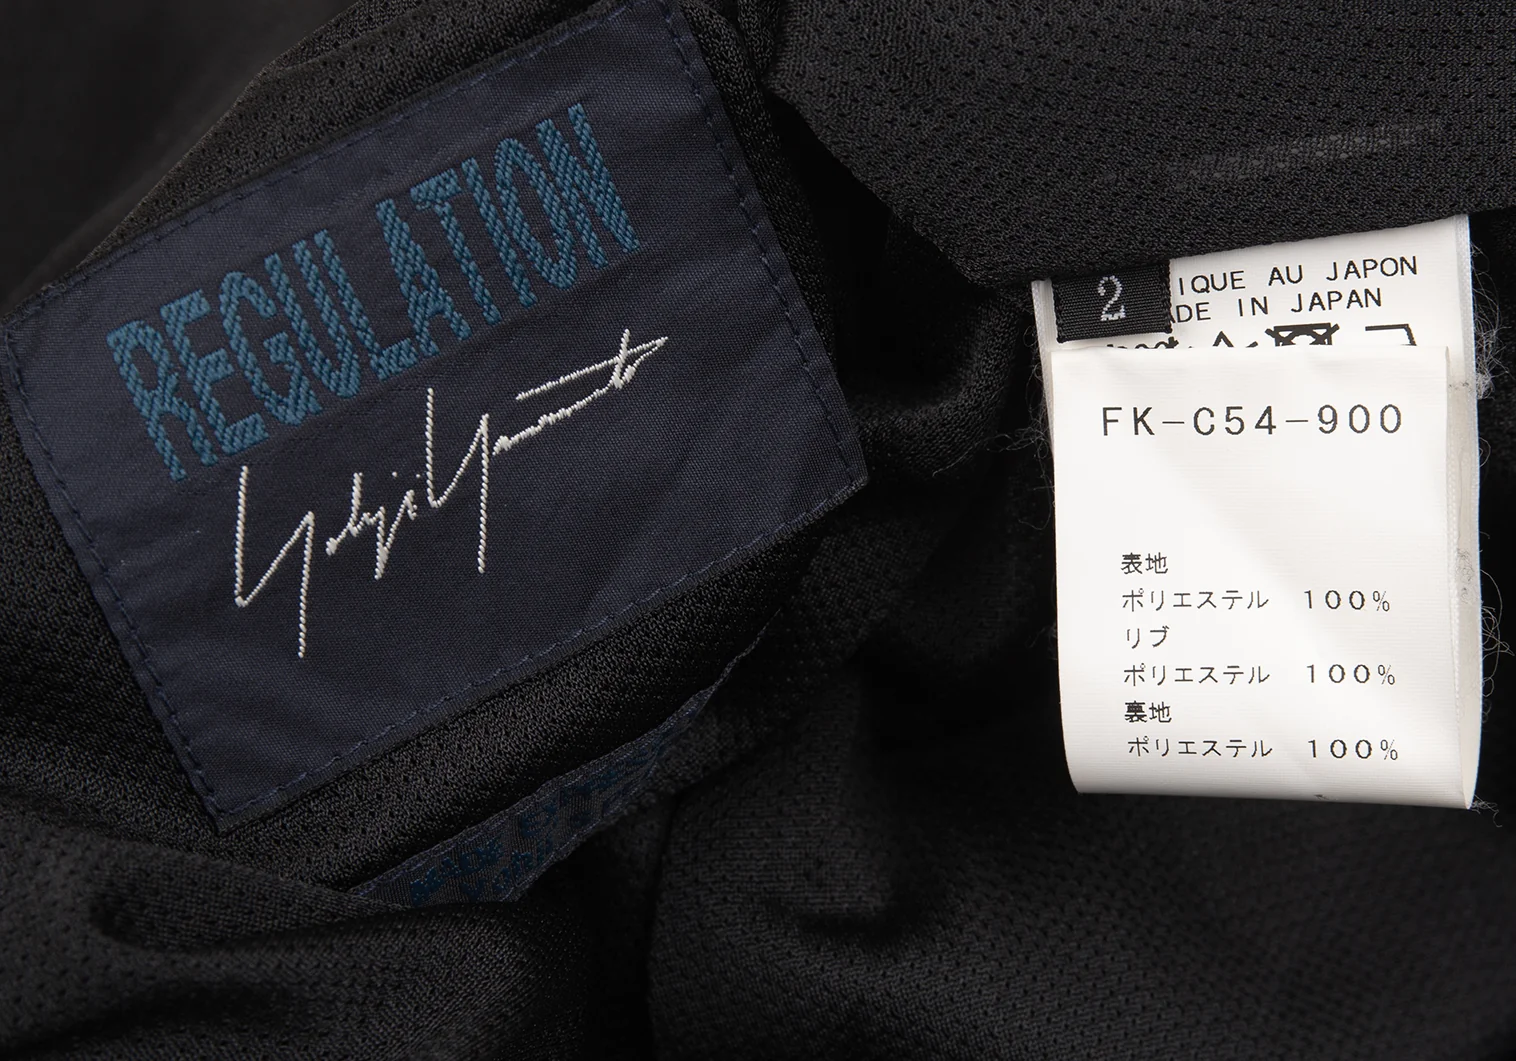 REGULATION
Yohji Yamamoto
2
IQUE AU JAPON
DE IN JAPAN
FK-C54-900
表地
ポリエステル 100%
リブ
ポリエステル 100%
裏地
ポリエステル 100%
MADE